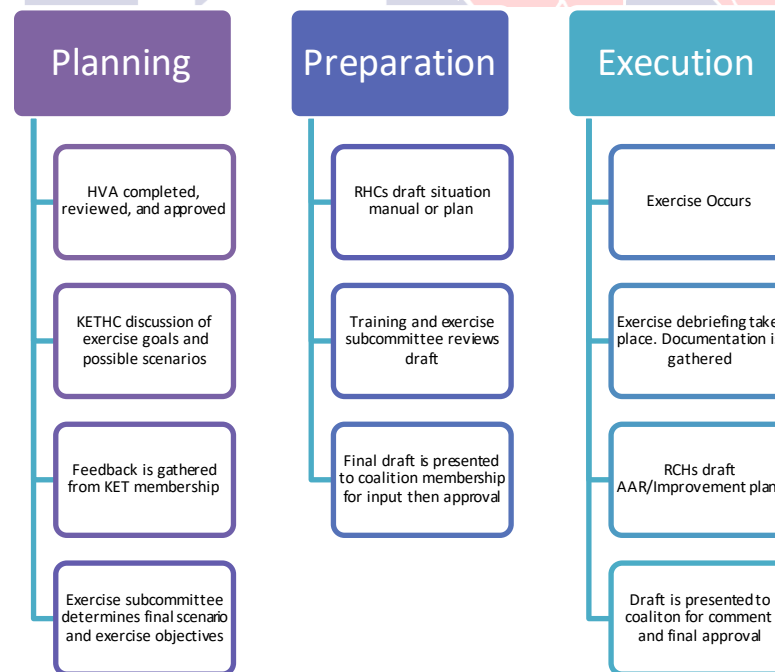 Planning
HVA completed,
reviewed, and approved
KETHC discussion of
exercise goals and
possible scenarios
Feedback is gathered
from KET membership
Exercise subcommittee
determines final scenario
and exercise objectives
Preparation
RHCs draft situation
manual or plan
Training and exercise
subcommittee reviews
draft
Final draft is presented
to coalition membership
for input then approval
Execution
Exercise Occurs
Exercise debriefing take
place. Documentation i
gathered
RCHs draft
AAR/Improvement plan
Draft is presented to
coaliton for comment
and final approval